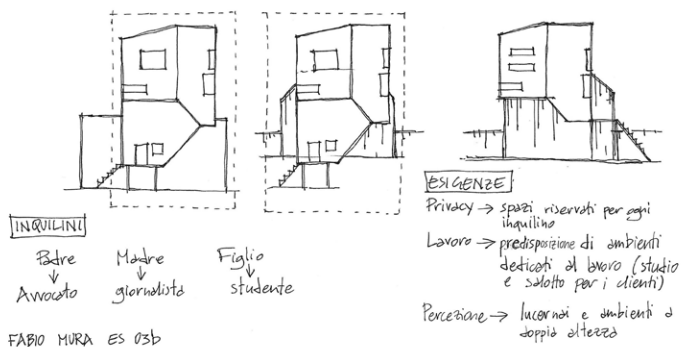 INQUILINI
Padre Madre Figlio
Avvocato giornalista studente
FABIO MURA ES 03b
ESIGENZE
Privacy → spazi riservati per ogni
inquilino
Lavoro → predisposizione di ambienti
dedicati al lavoro (studio
e salotto per i clienti)
Percezione → lucernai e ambienti a
doppia altezza